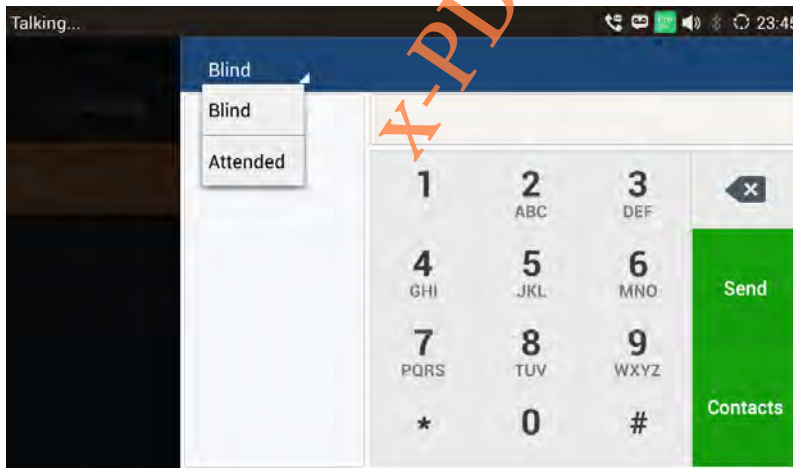 Talking...
23:45
Blind
Blind
Attended
1
2
ABC
3
DEF
4
GHI
5
JKL
6
MNO
Send
7
PQRS
8
TUV
9
WXYZ
*
0
#
Contacts